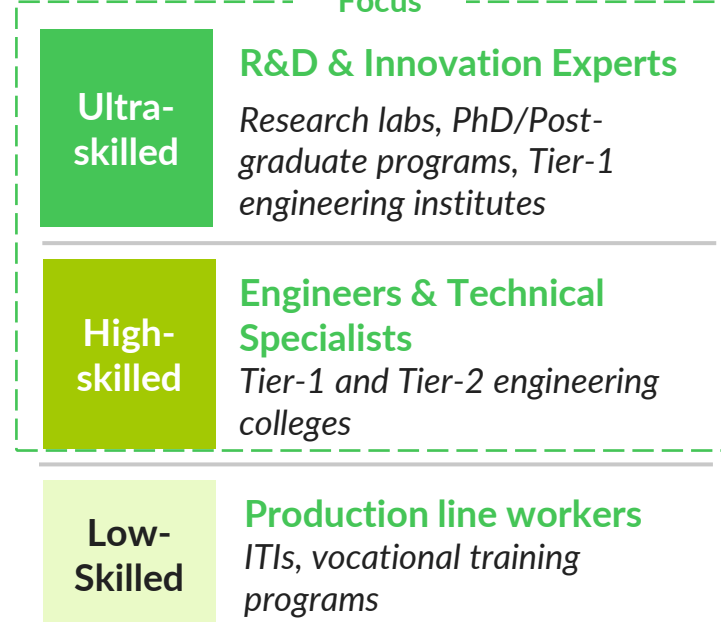 Focus
Ultra-
skilled
R&D & Innovation Experts
Research labs, PhD/Post-
graduate programs, Tier-1
engineering institutes
High-
skilled
Engineers & Technical
Specialists
Tier-1 and Tier-2 engineering
colleges
Low-
Skilled
Production line workers
ITIs, vocational training
programs